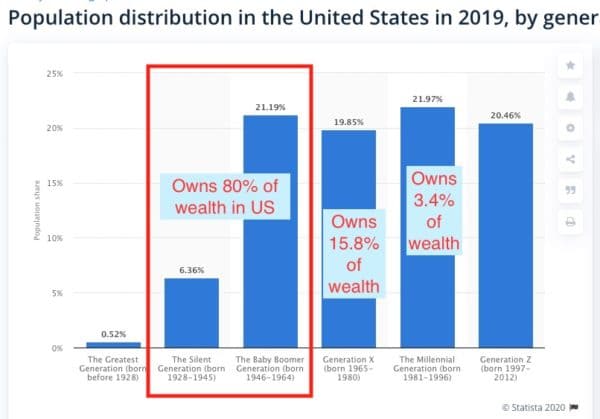 Population distribution in the United States in 2019, by gener
25%
20%
15%
10%
5%
0%
Population share
0.52%
6.36%
21.19%
19.85%
21.97%
20.46%
Owns 80% of
wealth in US
Owns
15.8%
of
wealth
Owns
3.4%
of
wealth
The Greatest
Generation (born
before 1928)
The Silent
Generation (born
1928-1945)
The Baby Boomer
Generation (born
1946-1964)
Generation X
(born 1965-
1980)
The Millennial
Generation (born
1981-1996)
Generation Z
(born 1997-
2012)
© Statista 2020